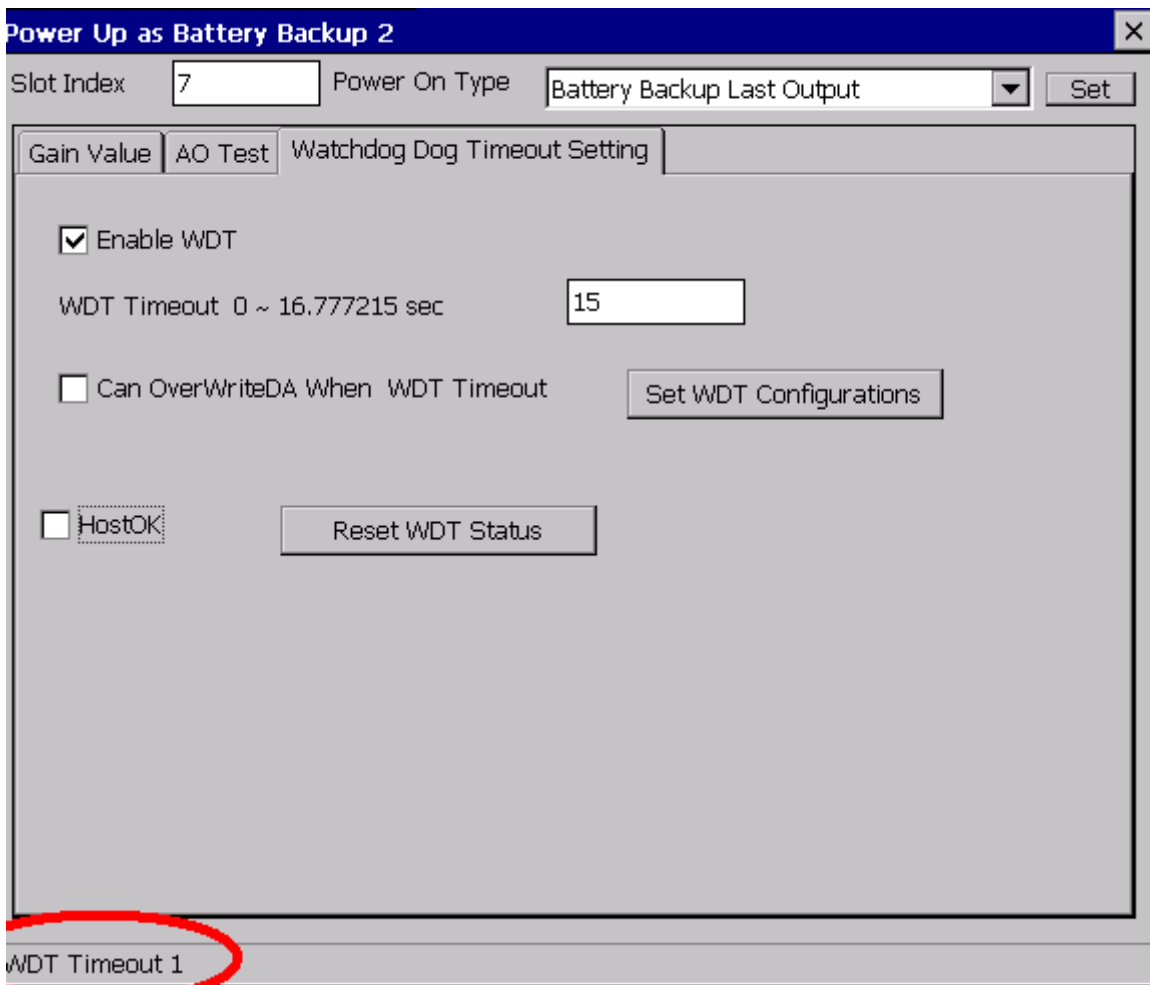 Power Up as Battery Backup 2
Slot Index 7 Power On Type Battery Backup Last Output Set
Gain Value AO Test Watchdog Dog Timeout Setting
Enable WDT
WDT Timeout 0 ~ 16.777215 sec 15
Can OverWriteDA When WDT Timeout Set WDT Configurations
HostOK Reset WDT Status
WDT Timeout 1